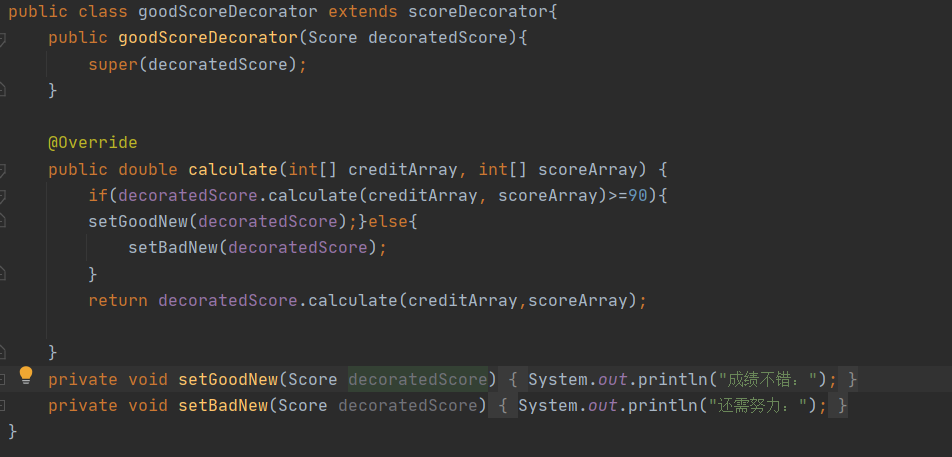 public class goodScoreDecorator extends scoreDecorator{
    public goodScoreDecorator(Score decoratedScore){
        super(decoratedScore);
    }

    @Override
    public double calculate(int[] creditArray, int[] scoreArray) {
        if(decoratedScore.calculate(creditArray, scoreArray)>=90){
        setGoodNew(decoratedScore);}else{
            setBadNew(decoratedScore);
        }
        return decoratedScore.calculate(creditArray,scoreArray);

    }
    private void setGoodNew(Score decoratedScore) { System.out.println("成绩不错："); }
    private void setBadNew(Score decoratedScore) { System.out.println("还需努力："); }
}